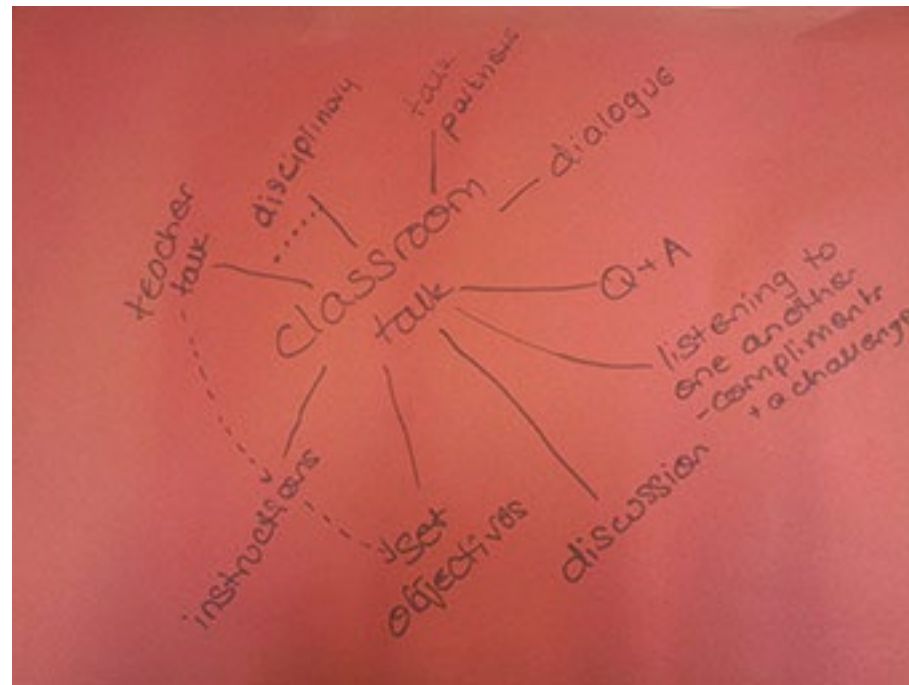 classroom
talk
talk
partners
dialogue
Q + A
listening to
one another
- compliments
+ a challenge
discussion
set
objectives
instructions
teacher
talk
disciplinary